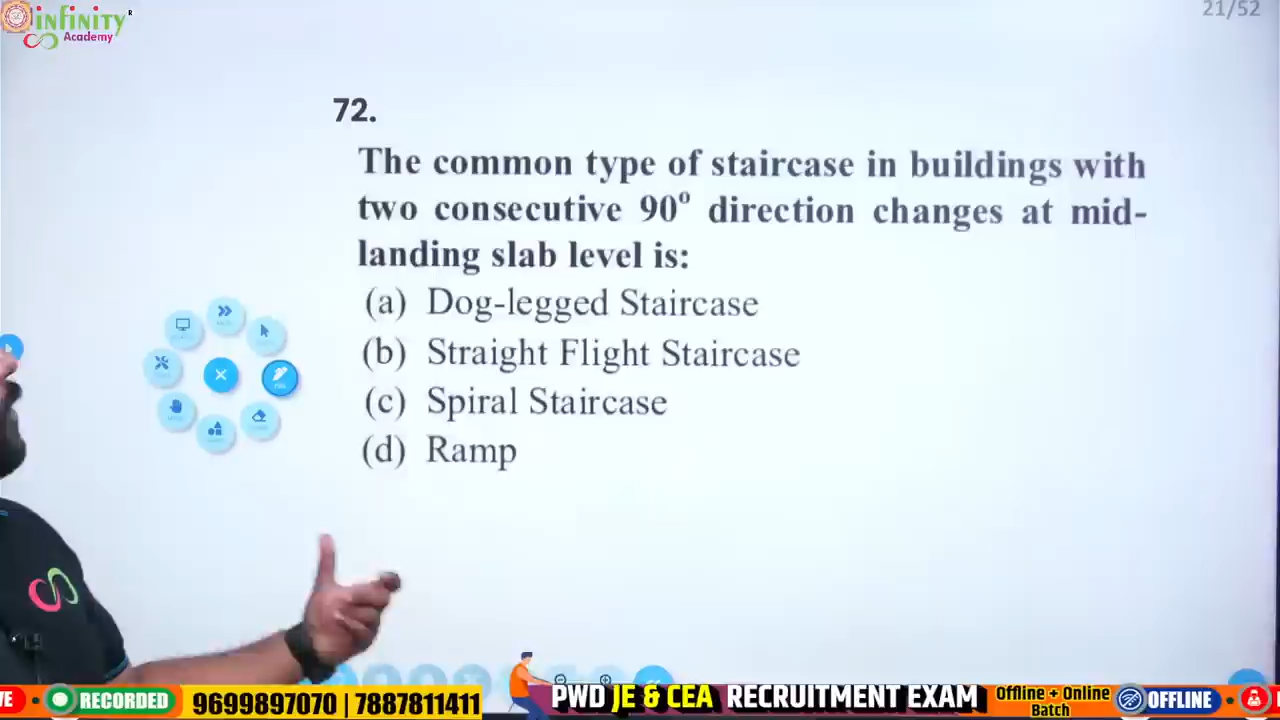 infinity
Academy
21/52
72.
The common type of staircase in buildings with
two consecutive 90° direction changes at mid-
landing slab level is:
(a) Dog-legged Staircase
(b) Straight Flight Staircase
(c) Spiral Staircase
(d) Ramp
VE • RECORDED
9699897070 | 7887811411
PWD JE & CEA RECRUITMENT EXAM
Offline + Online
Batch
OFFLINE